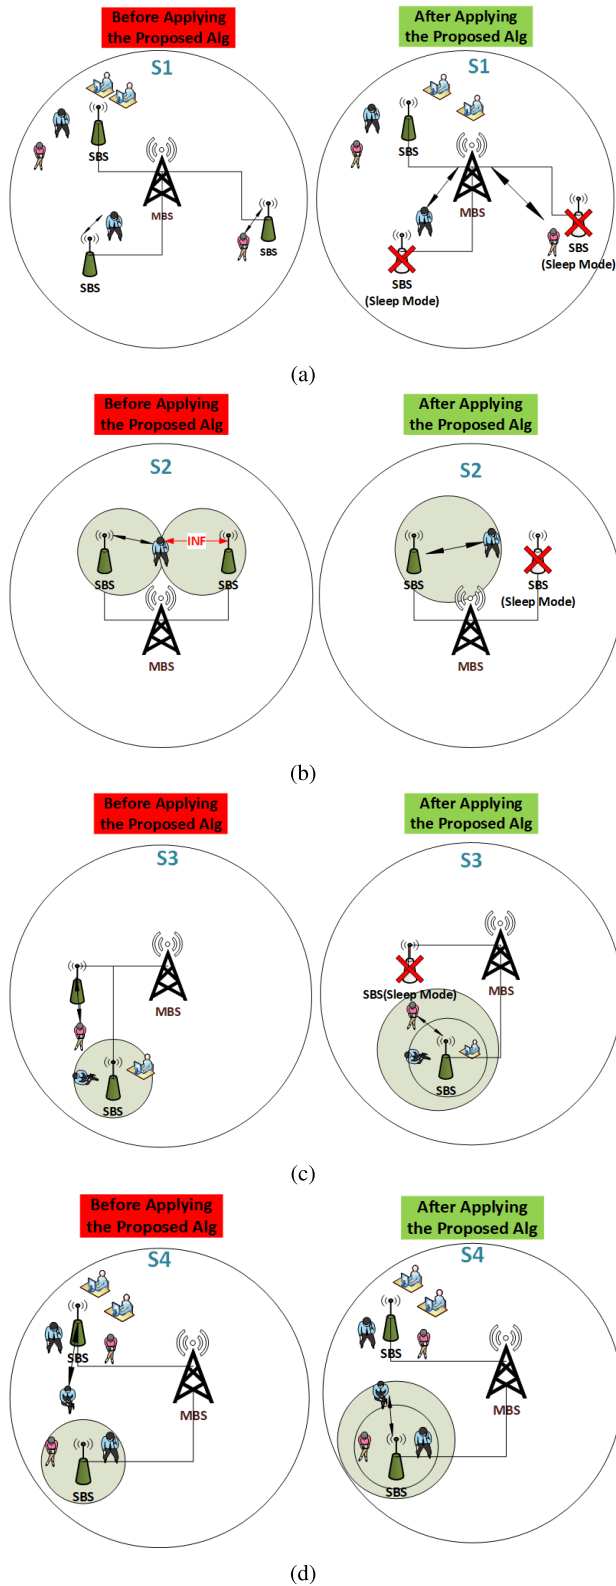 Before Applying
the Proposed Alg
After Applying
the Proposed Alg
S1
S1
SBS
MBS
SBS
SBS
SBS
MBS
SBS
(Sleep Mode)
SBS
(Sleep Mode)
(a)
Before Applying
the Proposed Alg
After Applying
the Proposed Alg
S2
S2
INF
SBS
SBS
MBS
SBS
SBS
(Sleep Mode)
MBS
(b)
Before Applying
the Proposed Alg
After Applying
the Proposed Alg
S3
S3
MBS
SBS
SBS(Sleep Mode)
MBS
SBS
(c)
Before Applying
the Proposed Alg
After Applying
the Proposed Alg
S4
S4
SBS
MBS
SBS
SBS
MBS
SBS
(d)